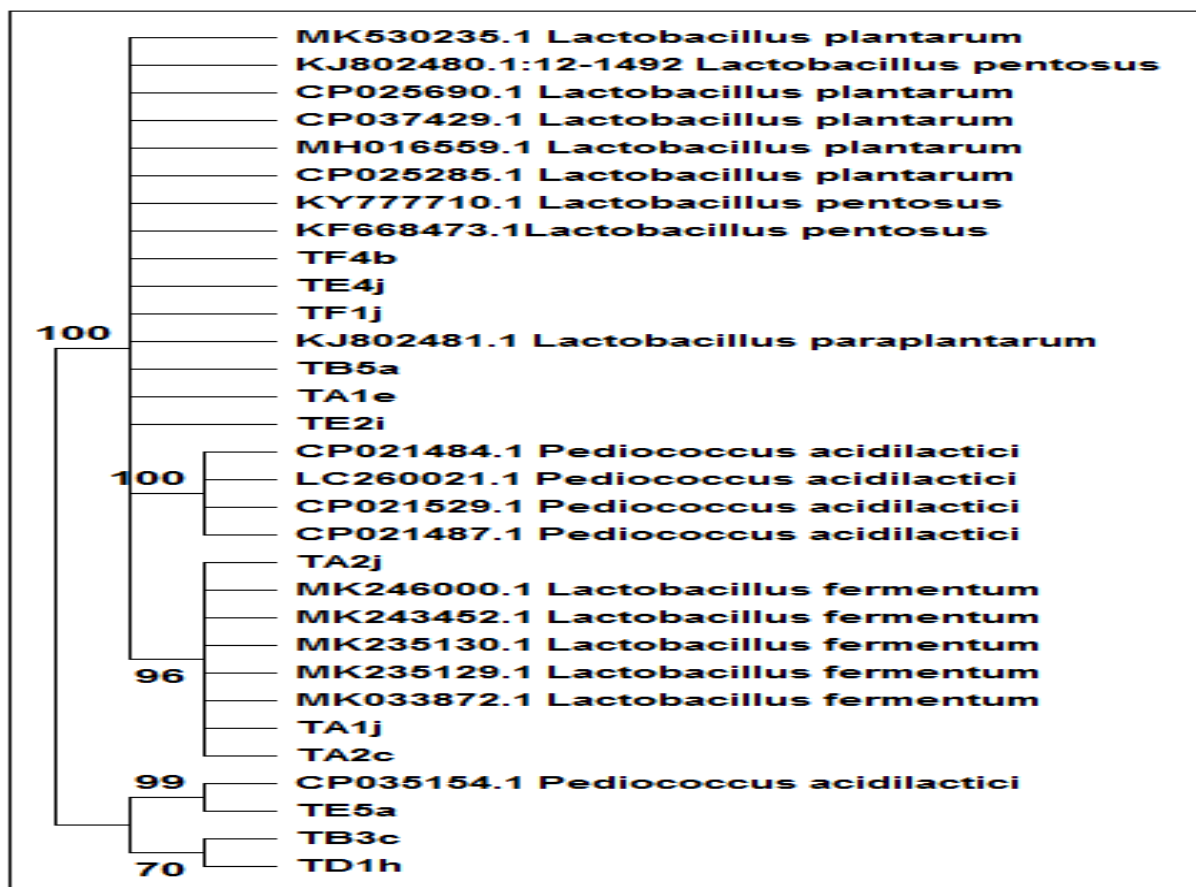 MK530235.1 Lactobacillus plantarum
KJ802480.1:12-1492 Lactobacillus pentosus
CP025690.1 Lactobacillus plantarum
CP037429.1 Lactobacillus plantarum
MH016559.1 Lactobacillus plantarum
CP025285.1 Lactobacillus plantarum
KY777710.1 Lactobacillus pentosus
KF668473.1Lactobacillus pentosus
TF4b
TE4j
TF1j
100
KJ802481.1 Lactobacillus paraplantarum
TB5a
TA1e
TE2i
CP021484.1 Pediococcus acidilactici
100
LC260021.1 Pediococcus acidilactici
CP021529.1 Pediococcus acidilactici
CP021487.1 Pediococcus acidilactici
TA2j
MK246000.1 Lactobacillus fermentum
MK243452.1 Lactobacillus fermentum
MK235130.1 Lactobacillus fermentum
96
MK235129.1 Lactobacillus fermentum
MK033872.1 Lactobacillus fermentum
TA1j
TA2c
99
CP035154.1 Pediococcus acidilactici
TE5a
TB3c
70
TD1h